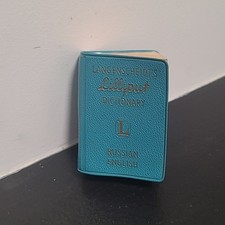 LANGENSCHEIDT'S
Lilliput
DICTIONARY
L
RUSSIAN
ENGLISH